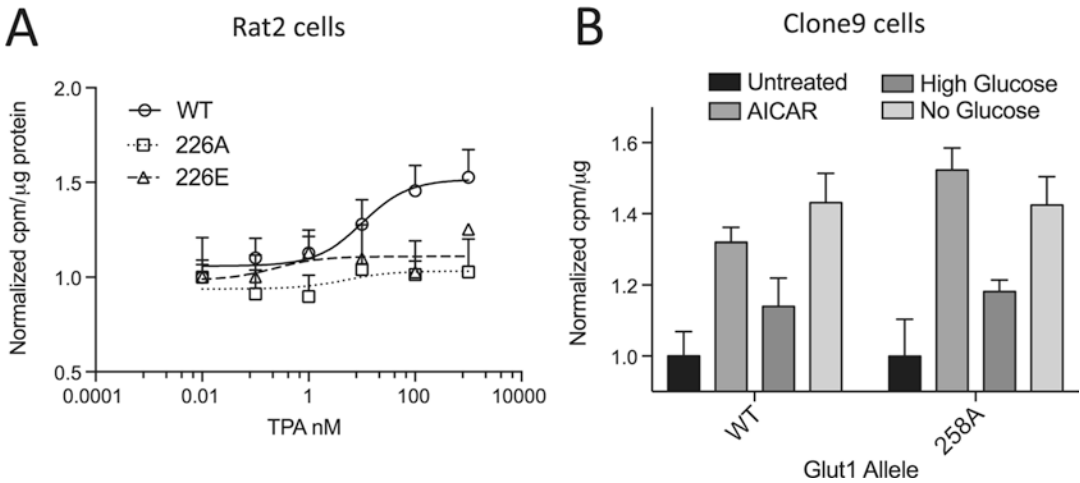 A
Rat2 cells
Normalized cpm/μg protein
2.0
1.5
1.0
0.5
WT
226A
226E
0.0001
0.01
1
100
10000
TPA nM
B
Clone9 cells
Untreated
High Glucose
AICAR
No Glucose
Normalized cpm/μg
1.6
1.4
1.2
1.0
WT
258A
Glut1 Allele